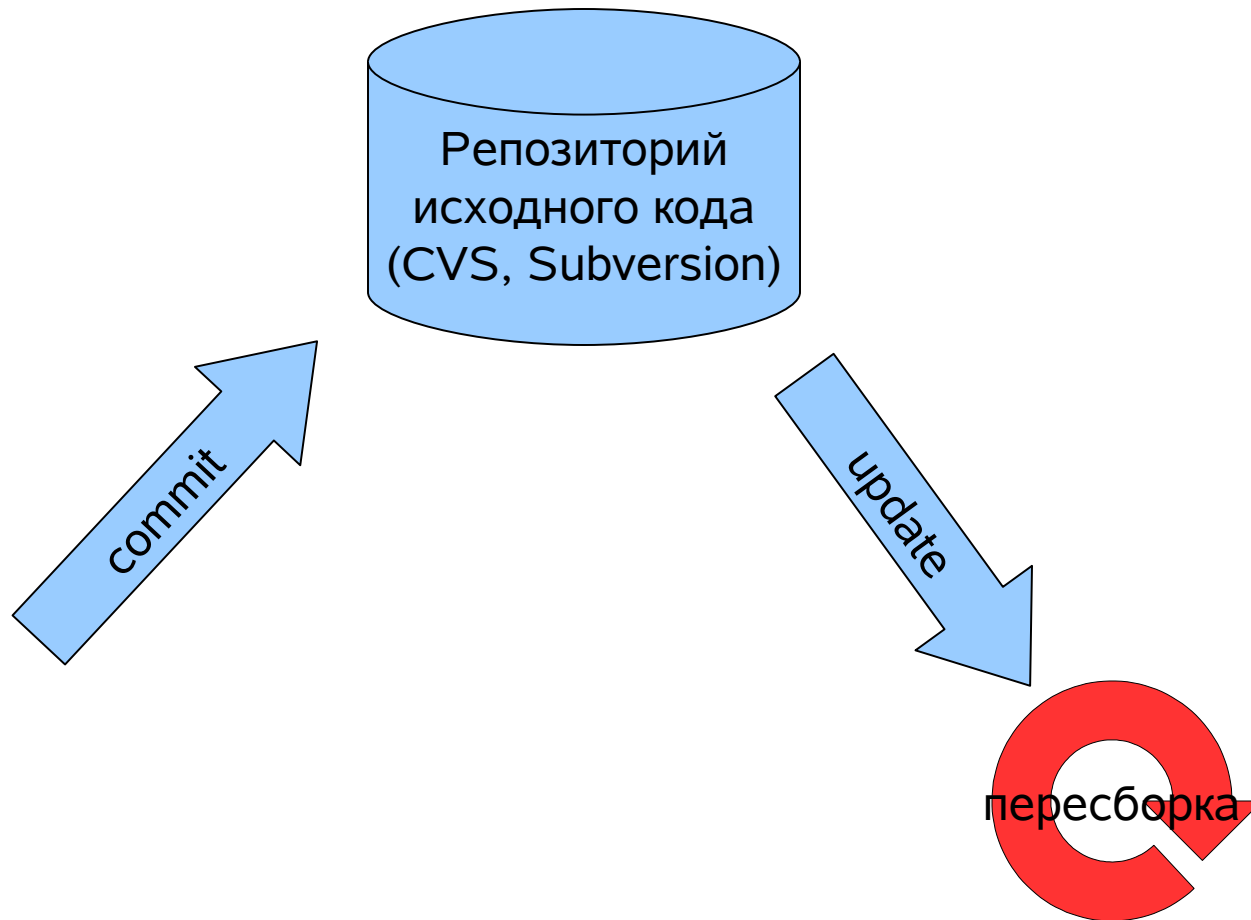 Репозиторий
исходного кода
(CVS, Subversion)
commit
update
пересборка